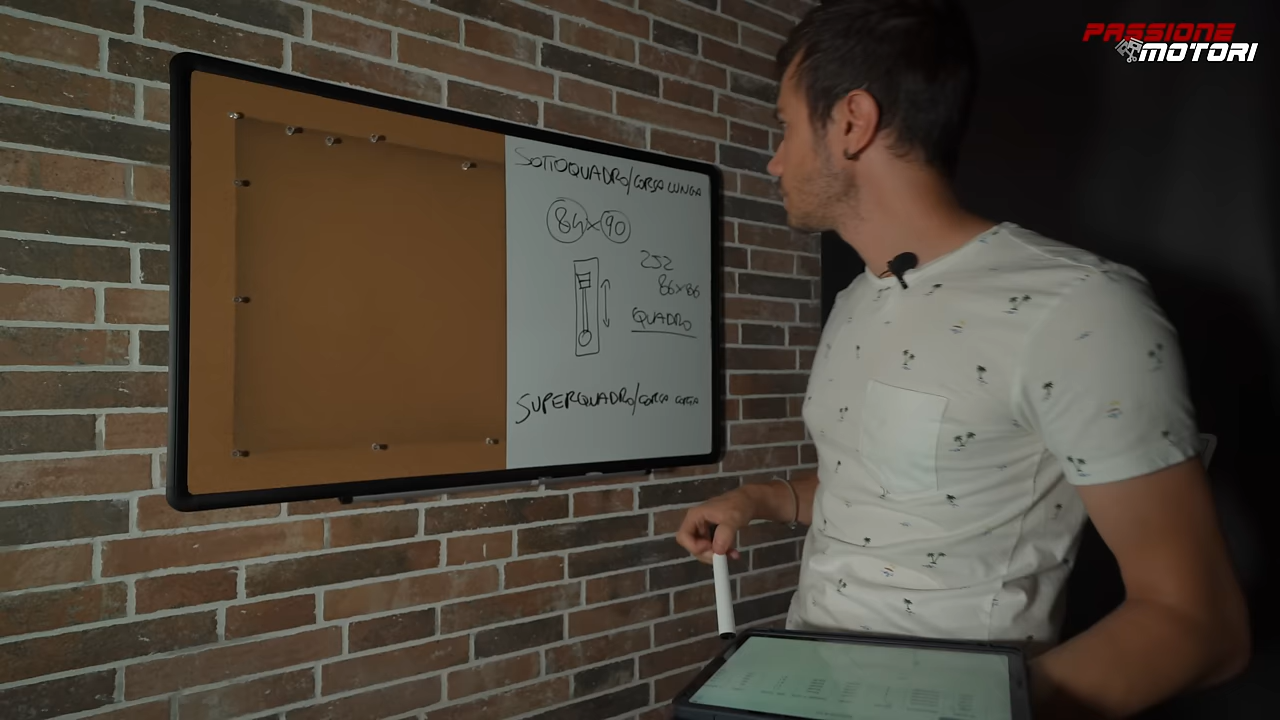 PASSIONE
MOTORI
SOTTOQUADRO/CORSA LUNGA
84x90
252
86x86
QUADRO
SUPERQUADRO/CORSA CORTA